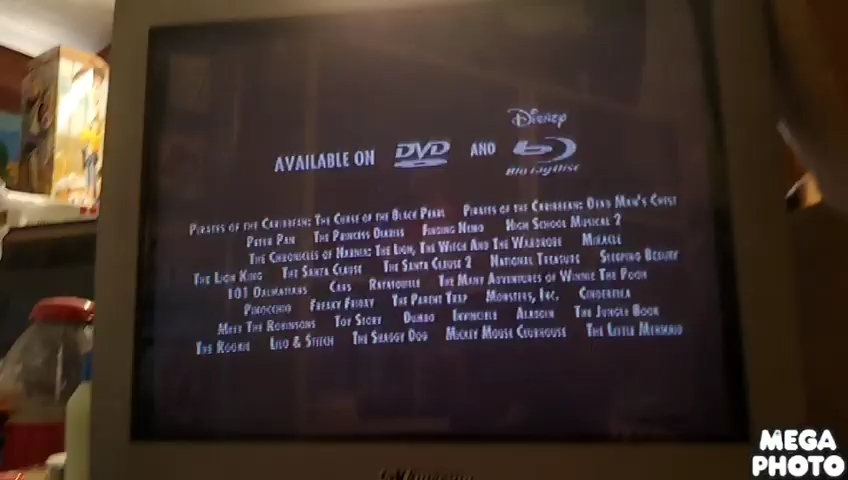 Disney
AVAILABLE ON DVD AND Blu-ray Disc
PIRATES OF THE CARIBBEAN: THE CURSE OF THE BLACK PEARL PIRATES OF THE CARIBBEAN: DEAD MAN'S CHEST
PETER PAN THE PRINCESS DIARIES FINDING NEMO HIGH SCHOOL MUSICAL 2
THE CHRONICLES OF NARNIA: THE LION, THE WITCH AND THE WARDROBE MIRACLE
THE LION KING THE SANTA CLAUSE THE SANTA CLAUSE 2 NATIONAL TREASURE SLEEPING BEAUTY
101 DALMATIANS CARS RATATOUILLE THE MANY ADVENTURES OF WINNIE THE POOH
PINOCCHIO FREAKY FRIDAY THE PARENT TRAP MONSTERS, INC. CINDERELLA
MEET THE ROBINSONS TOY STORY DUMBO INVINCIBLE ALADDIN THE JUNGLE BOOK
THE ROOKIE LILO & STITCH THE SHAGGY DOG MICKEY MOUSE CLUBHOUSE THE LITTLE MERMAID
MEGA
PHOTO